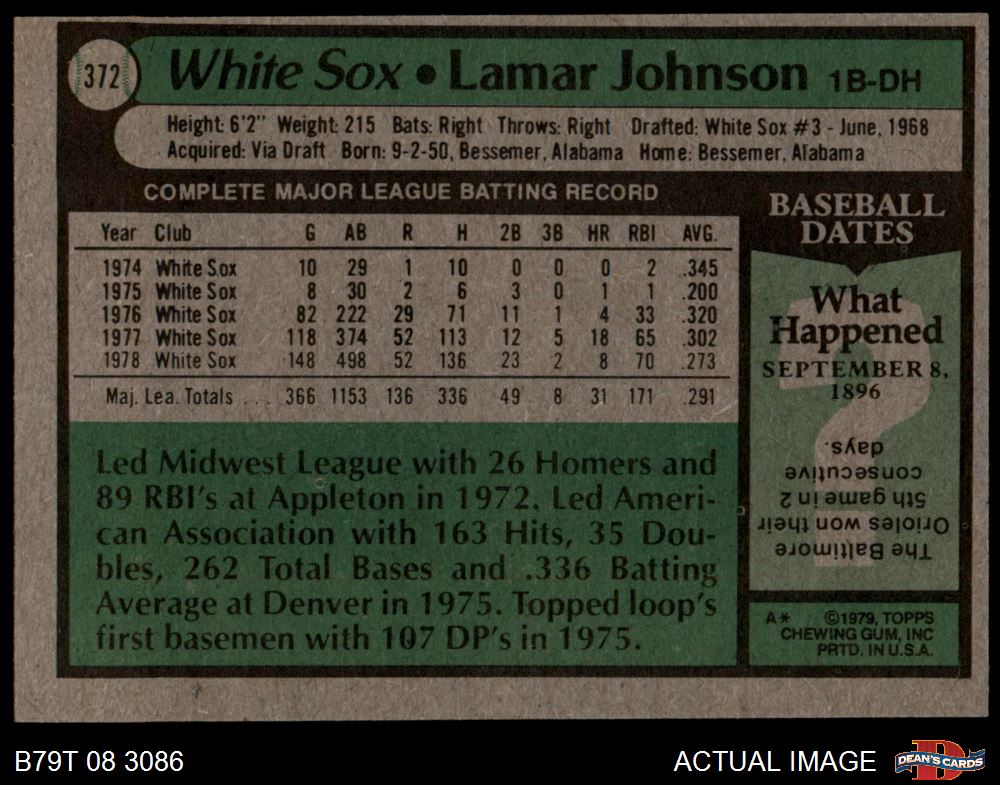 372
White Sox • Lamar Johnson 1B-DH
Height: 6'2" Weight: 215 Bats: Right Throws: Right Drafted: White Sox #3 - June, 1968
Acquired: Via Draft Born: 9-2-50, Bessemer, Alabama Home: Bessemer, Alabama
COMPLETE MAJOR LEAGUE BATTING RECORD
Year Club G AB R H 2B 3B HR RBI AVG.
1974 White Sox 10 29 1 10 0 0 0 2 .345
1975 White Sox 8 30 2 6 3 0 1 1 .200
1976 White Sox 82 222 29 71 11 1 4 33 .320
1977 White Sox 118 374 52 113 12 5 18 65 .302
1978 White Sox 148 498 52 136 23 2 8 70 .273
Maj. Lea. Totals ... 366 1153 136 336 49 8 31 171 .291
Led Midwest League with 26 Homers and
89 RBI's at Appleton in 1972. Led Ameri-
can Association with 163 Hits, 35 Dou-
bles, 262 Total Bases and .336 Batting
Average at Denver in 1975. Topped loop's
first basemen with 107 DP's in 1975.
BASEBALL
DATES
What
Happened
SEPTEMBER 8,
1896
?
The Baltimore
Orioles won their
5th game in 2
consecutive
days.
A* ©1979, TOPPS
CHEWING GUM, INC
PRTD. IN U.S.A.
B79T 08 3086
ACTUAL IMAGE
DEAN'S CARDS